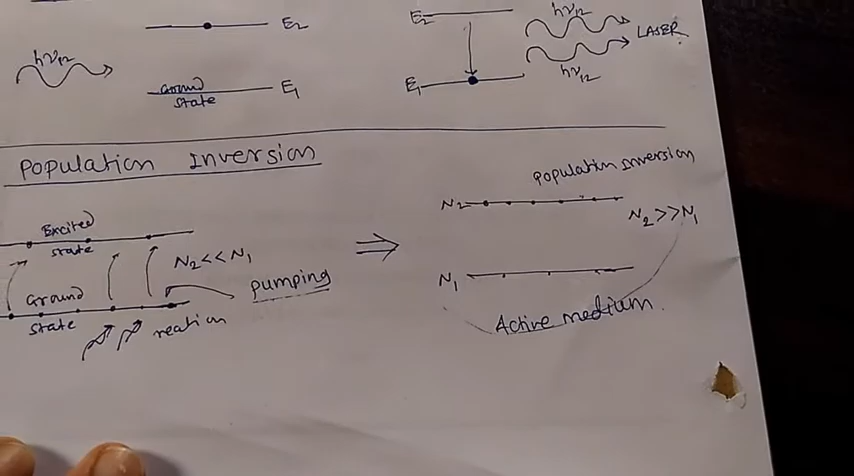 E2
hν12
Ground
state
E1
E2
hν12
LASER
E1
hν12
Population Inversion
Excited
state
N2<<N1
Ground
state
pumping
reation
Population inversion
N2
N2>>N1
N1
Active medium